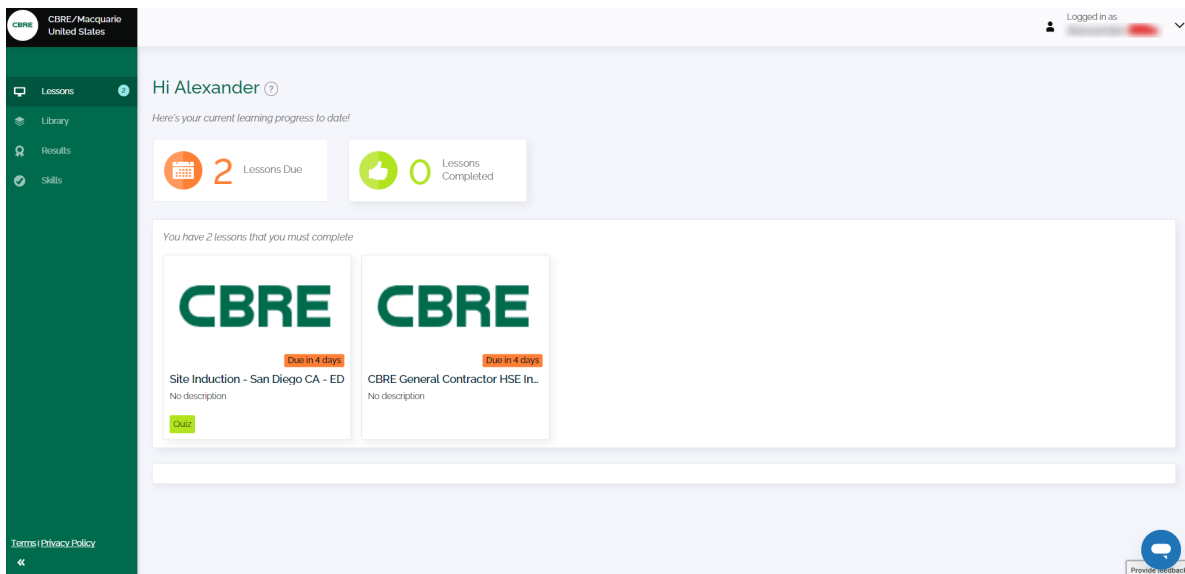 CBRE
CBRE/Macquarie
United States
Logged in as
Lessons
2
Library
Results
Skills
Hi Alexander ?
Here's your current learning progress to date!
2 Lessons Due
0 Lessons
Completed
You have 2 lessons that you must complete
CBRE
Due in 4 days
Site Induction - San Diego CA - ED
No description
Quiz
CBRE
Due in 4 days
CBRE General Contractor HSE In...
No description
Terms | Privacy Policy
«
Provide feedback